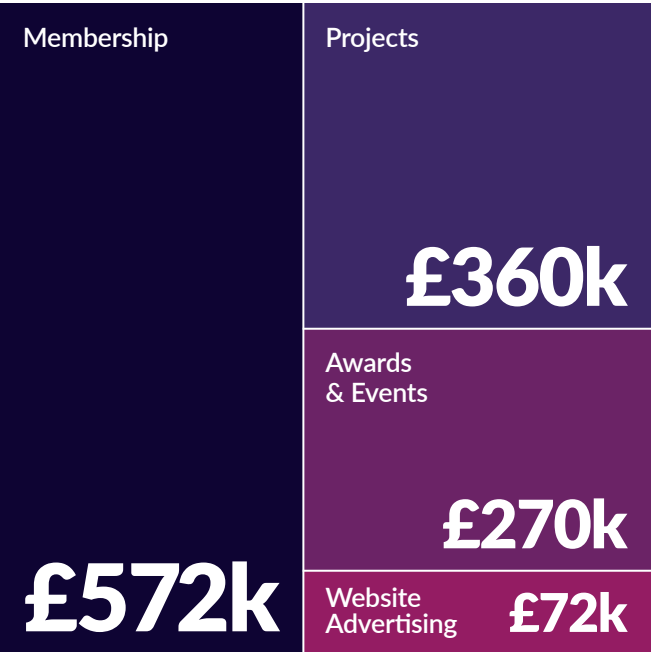 Membership
£572k
Projects
£360k
Awards
& Events
£270k
Website
Advertising
£72k